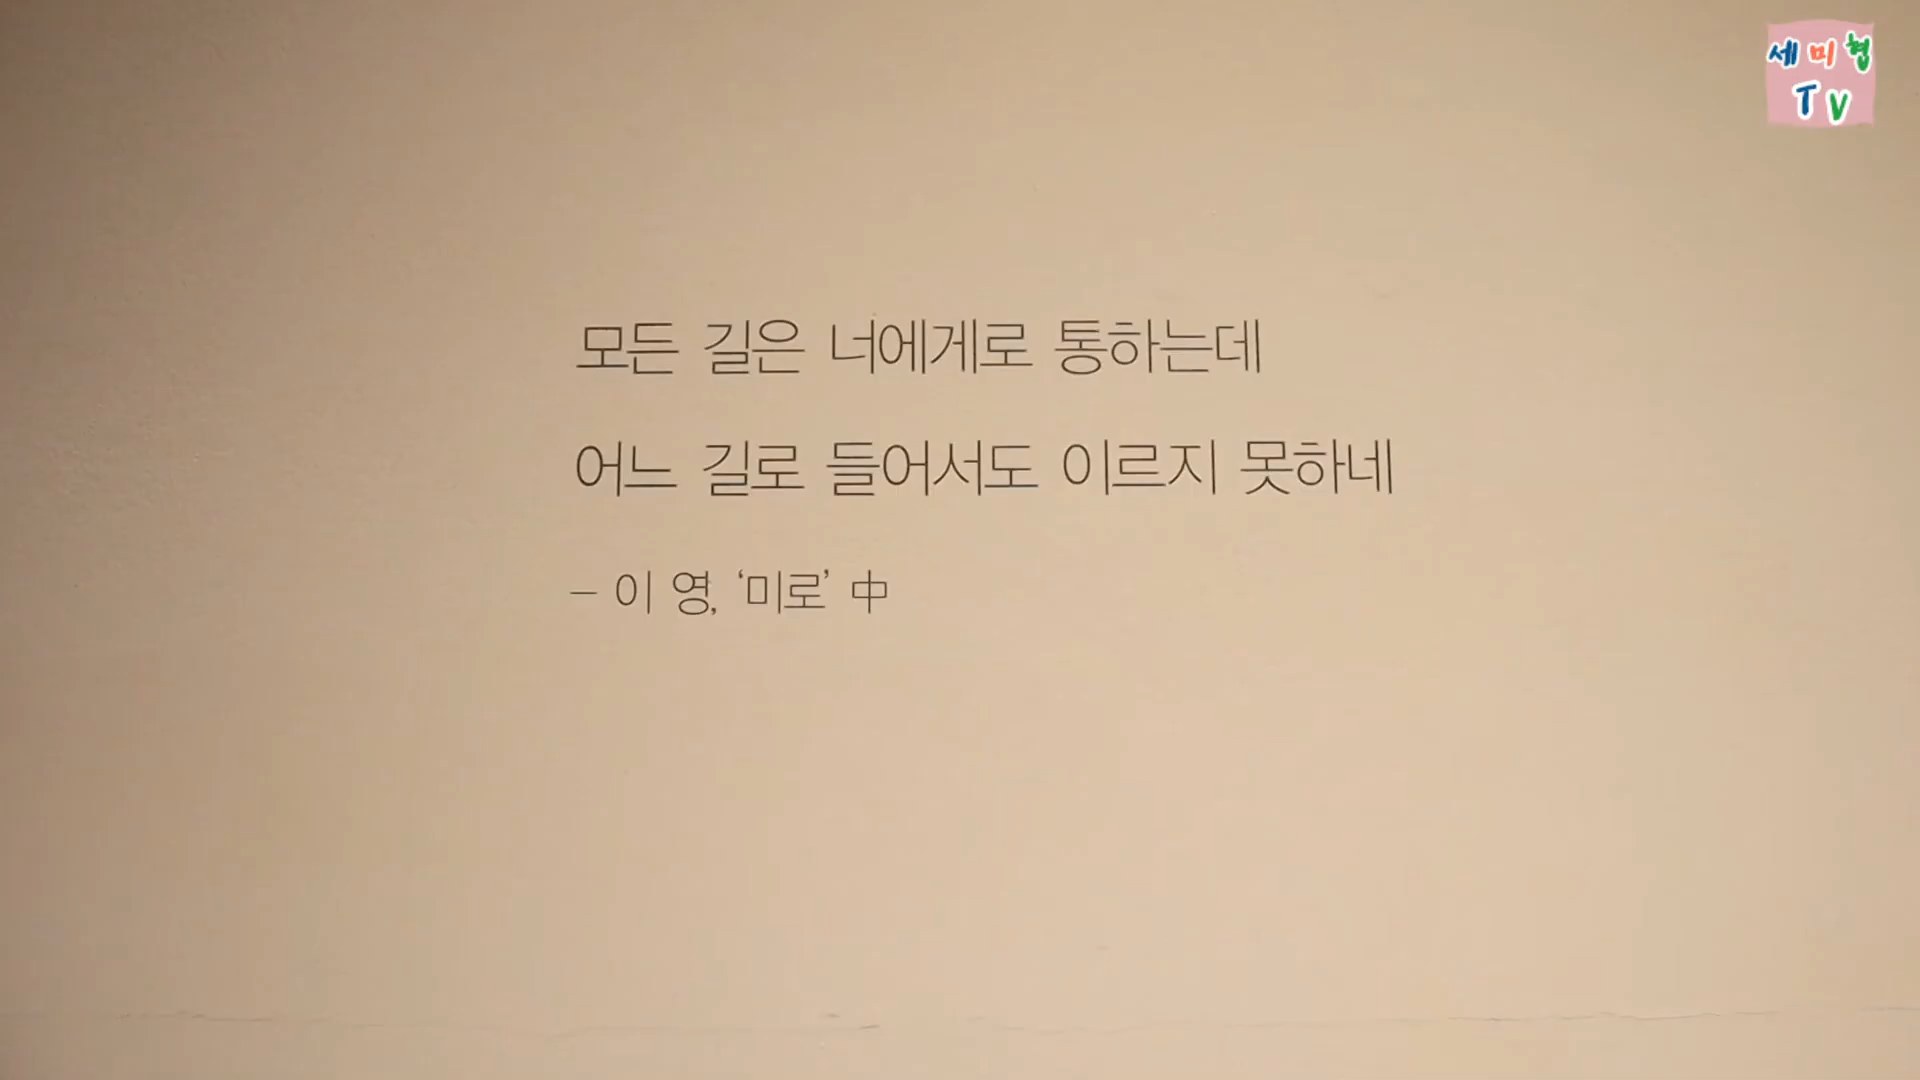 세미형
TV
모든 길은 너에게로 통하는데
어느 길로 들어서도 이르지 못하네
– 이 영, ‘미로’ 中